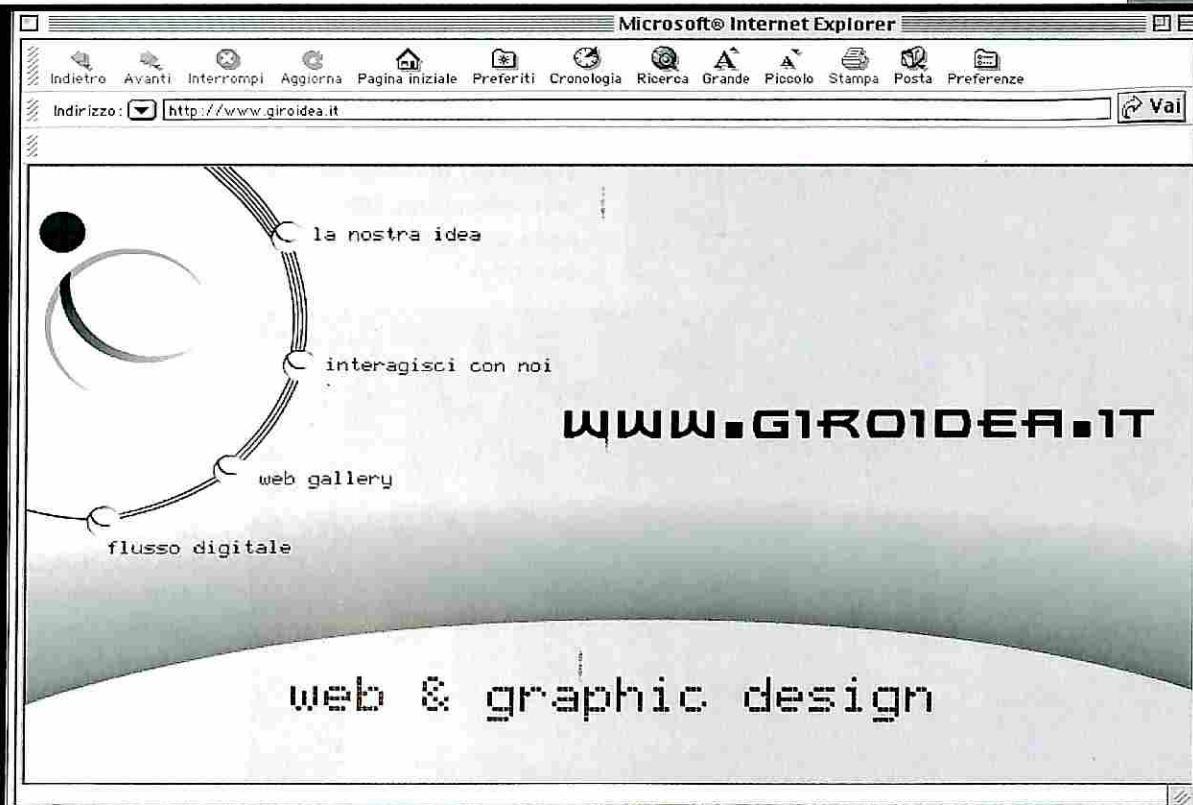 Microsoft® Internet Explorer
Indietro Avanti Interrompi Aggiorna Pagina iniziale Preferiti Cronologia Ricerca Grande Piccolo Stampa Posta Preferenze
Indirizzo: http://www.giroidea.it Vai
la nostra idea
interagisci con noi
www.GIROIDEA.IT
web gallery
flusso digitale
web & graphic design